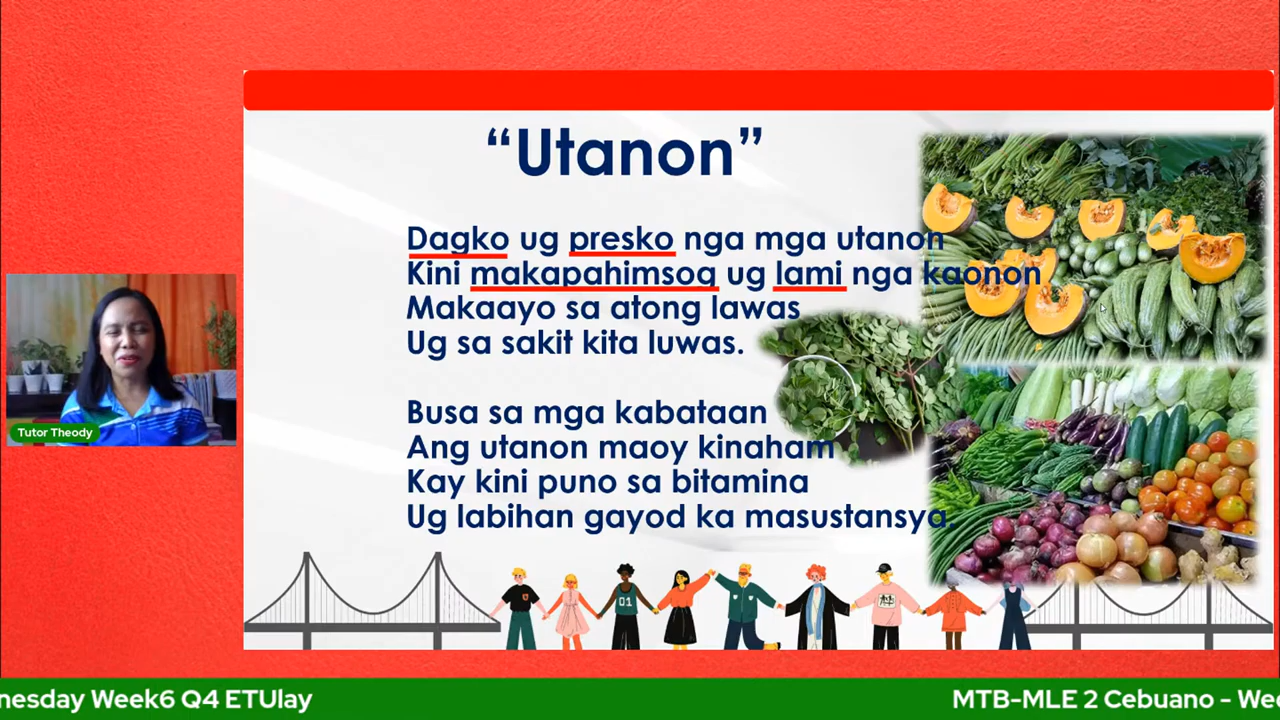 “Utanon”
Dagko ug presko nga mga utanon
Kini makapahimsog ug lami nga kaonon
Makaayo sa atong lawas
Ug sa sakit kita luwas.
Busa sa mga kabataan
Ang utanon maoy kinaham
Kay kini puno sa bitamina
Ug labihan gayod ka masustansya.
Tutor Theody
01
nesday Week6 Q4 ETUlay
MTB-MLE 2 Cebuano - Wed